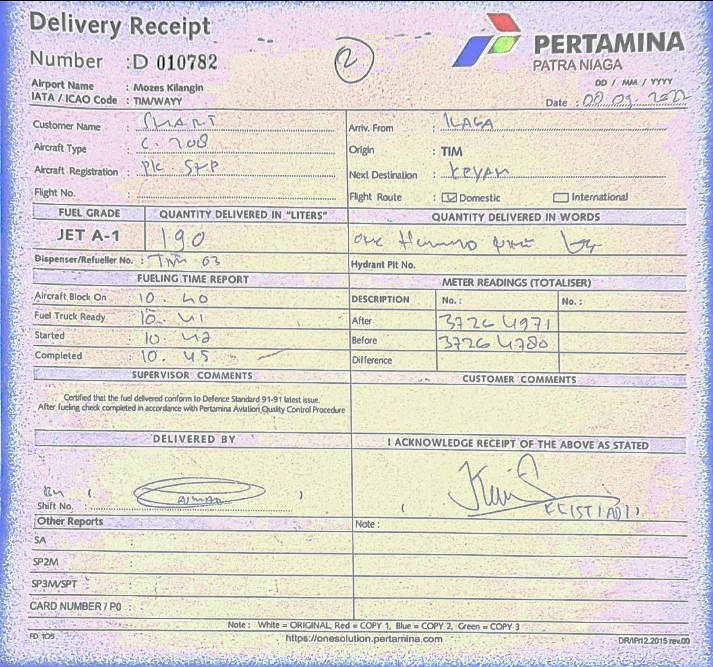 Delivery Receipt
Number : D 010782
2
PERTAMINA
PATRA NIAGA
Airport Name : Mozes Kilangin
IATA / ICAO Code : TIM/WAYY
DD / MM / YYYY
Date :
Customer Name : SMART
Arriv. From : ILAGA
Aircraft Type : C. 208
Origin : TIM
Aircraft Registration : PK-
Next Destination :
Flight No. :
Flight Route : Domestic International
FUEL GRADE QUANTITY DELIVERED IN "LITERS" QUANTITY DELIVERED IN WORDS
JET A-1 190 one
Dispenser/Refueller No. : TIM 03
Hydrant Pit No.
FUELING TIME REPORT METER READINGS (TOTALISER)
Aircraft Block On : 10. 40
DESCRIPTION No. : No. :
Fuel Truck Ready : 10. 41
After 3726 4971
Started : 10. 42
Before 3726 4780
Completed : 10. 45
Difference
SUPERVISOR COMMENTS CUSTOMER COMMENTS
Certified that the fuel delivered conform to Defence Standard 91-91 latest issue.
After fueling check completed in accordance with Pertamina Aviation Quality Control Procedure
DELIVERED BY I ACKNOWLEDGE RECEIPT OF THE ABOVE AS STATED
Shift No. :
Other Reports Note :
SA :
SP2M :
SP3M/SPT :
CARD NUMBER / P0 :
Note : White = ORIGINAL, Red = COPY 1, Blue = COPY 2, Green = COPY 3
FD 105 https://onesolution.pertamina.com DR/IP/12.2015 rev.00